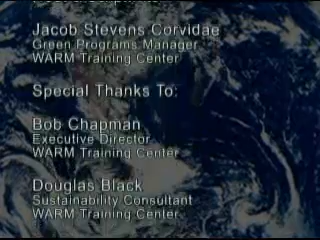 Jacob Stevens Corvidae
Green Programs Manager
WARM Training Center
Special Thanks To:
Bob Chapman
Executive Director
WARM Training Center
Douglas Black
Sustainability Consultant
WARM Training Center